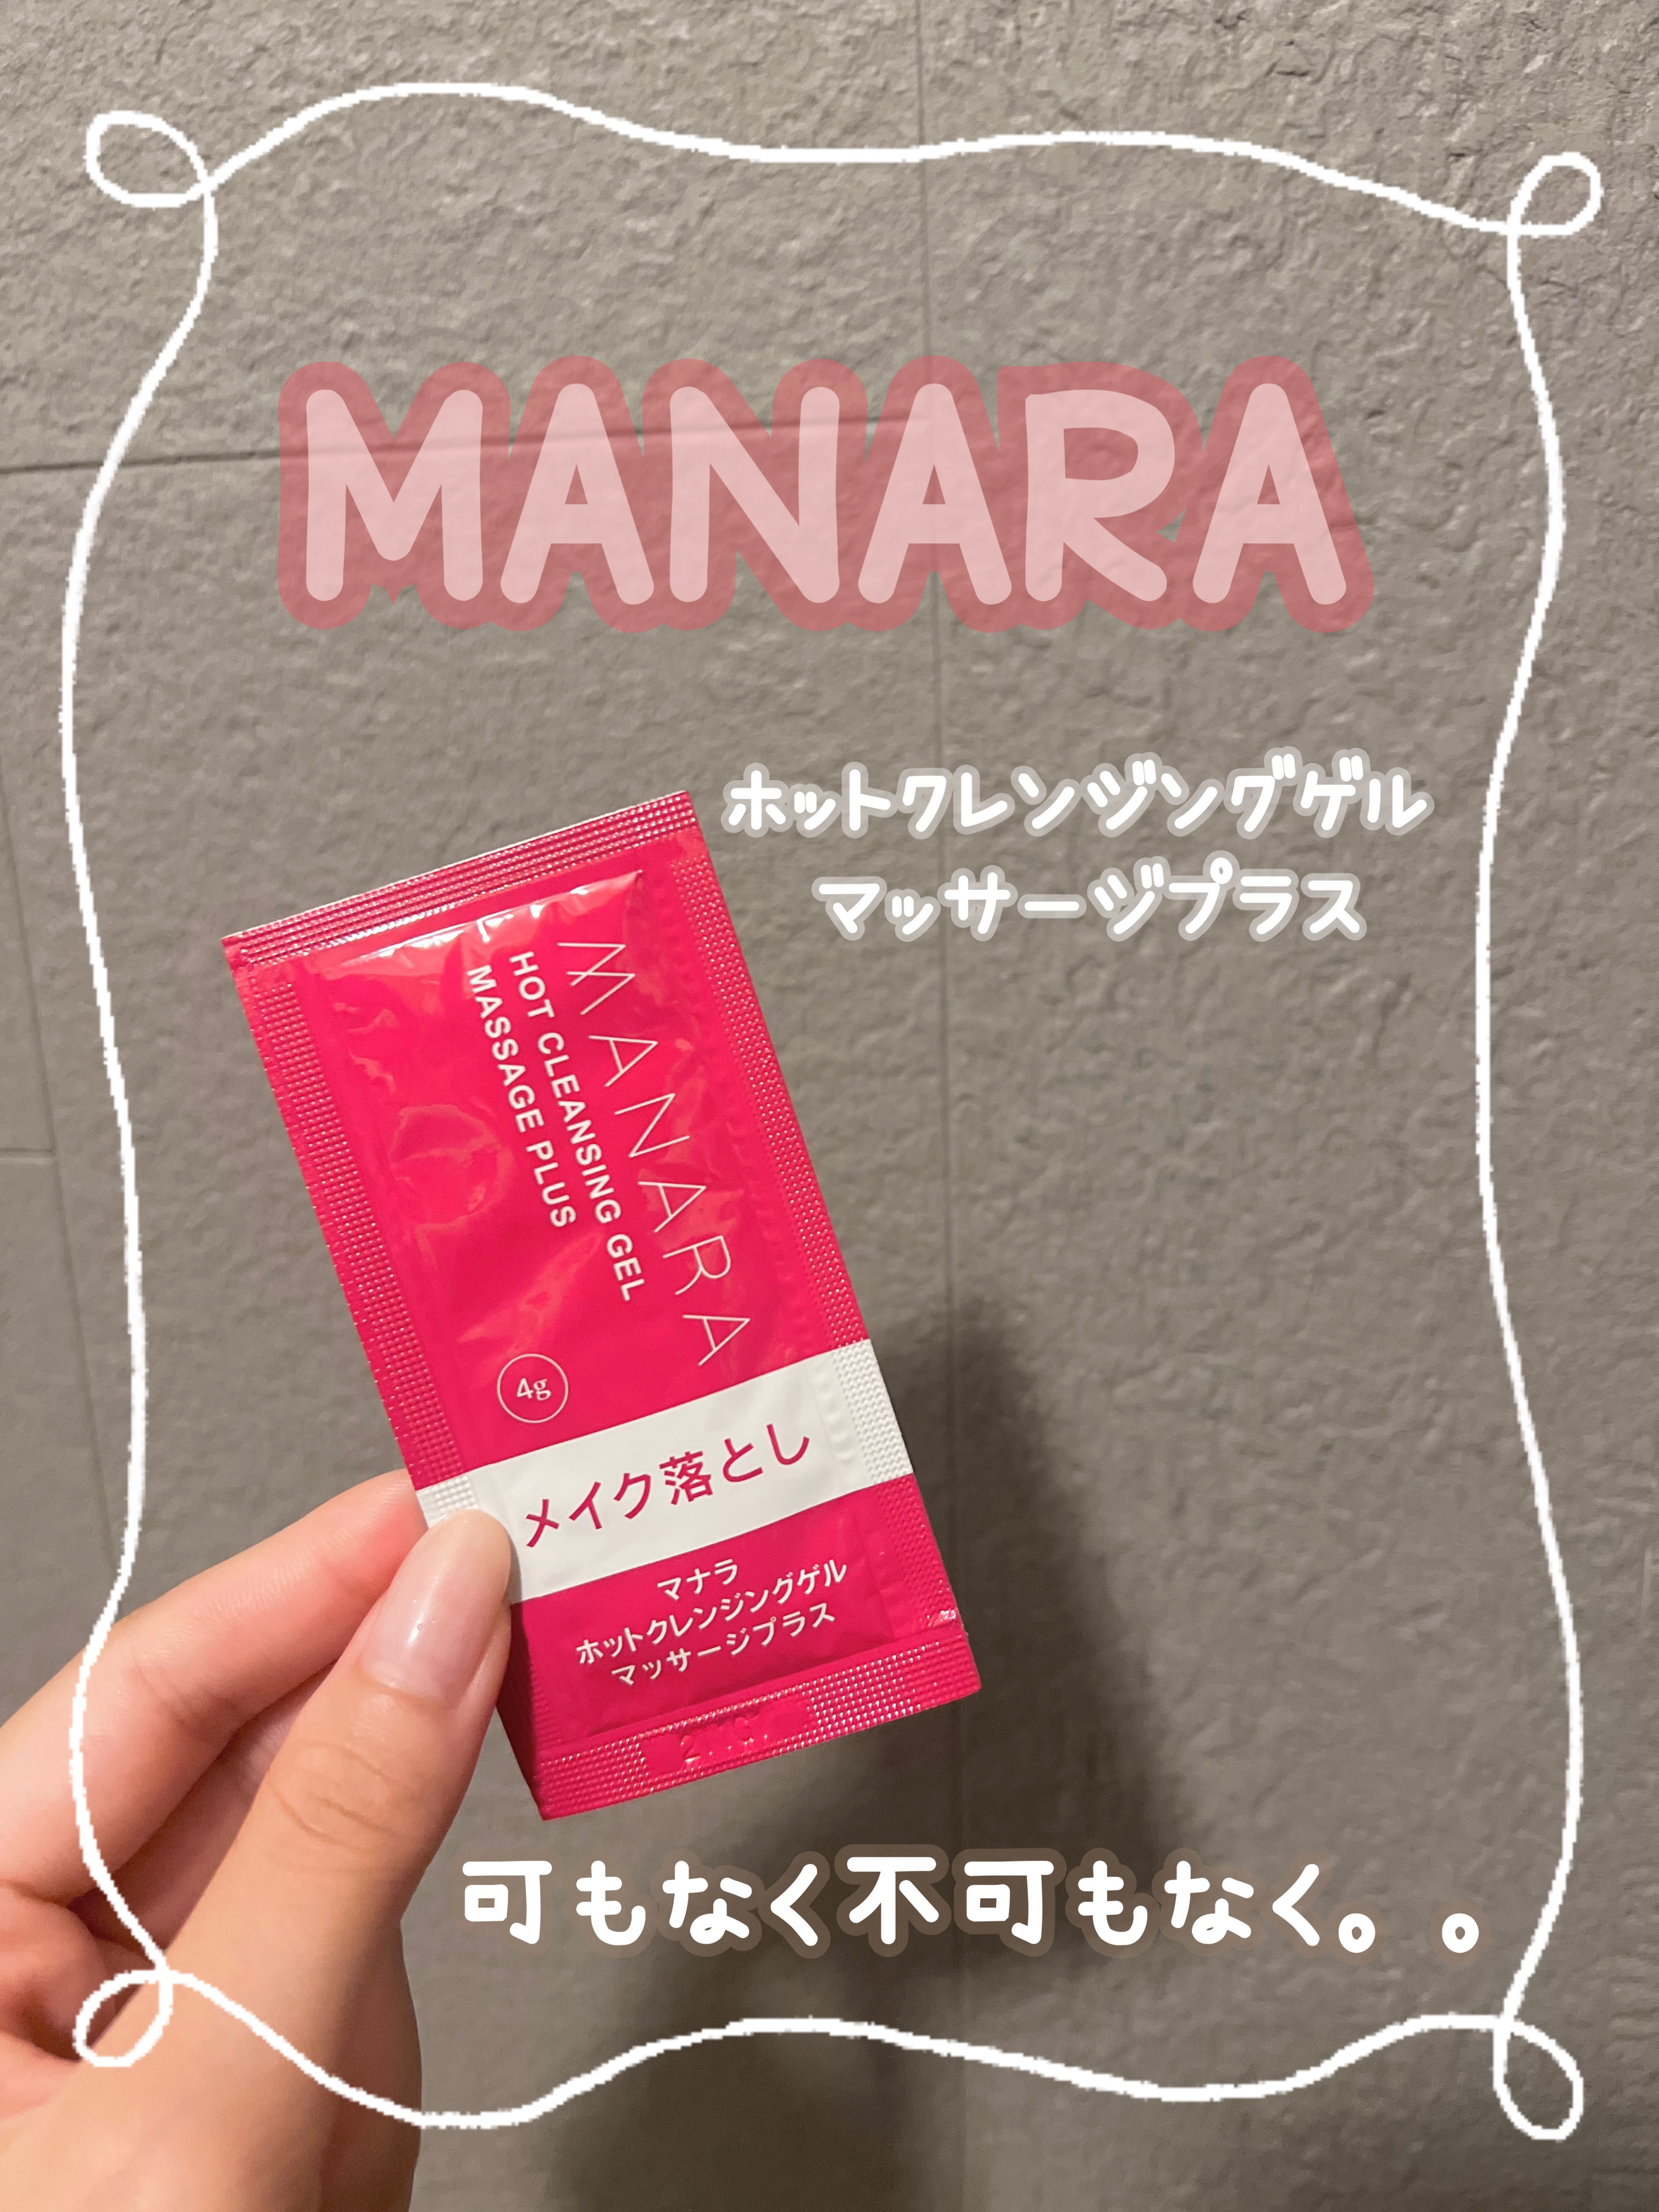 MANARA
ホットクレンジングゲル
マッサージプラス
MANARA
HOT CLEANSING GEL
MASSAGE PLUS
4g
メイク落とし
マナラ
ホットクレンジングゲル
マッサージプラス
可もなく不可もなく。。